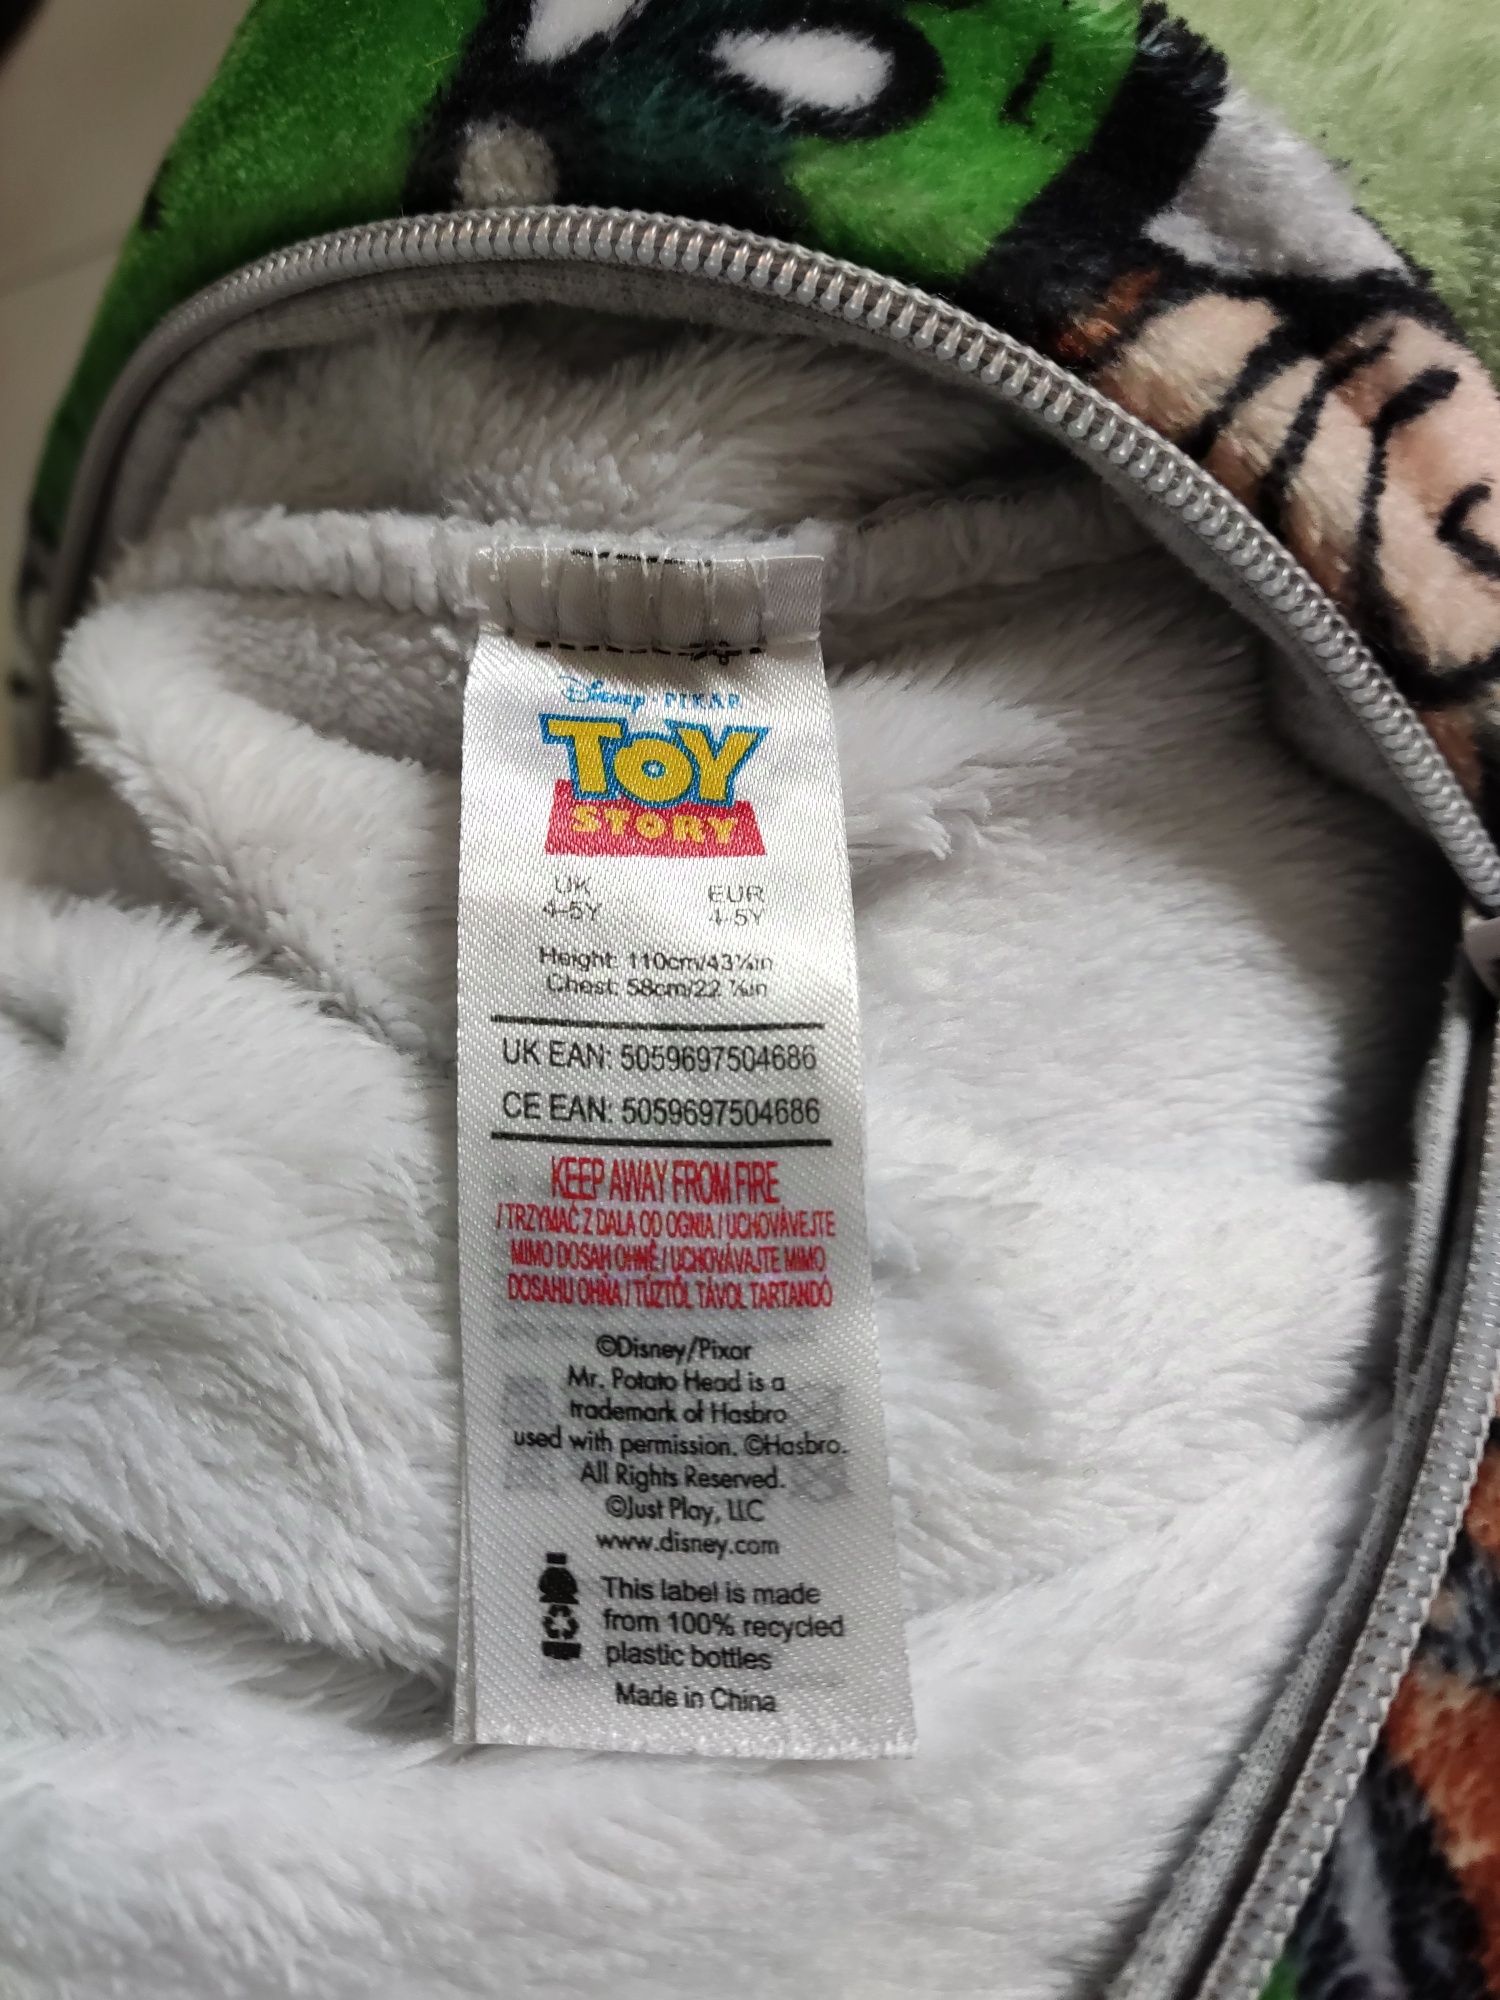 Disney · PIXAR
TOY
STORY
UK EUR
4-5Y 4-5Y
Height: 110cm/43¼in
Chest: 58cm/22 ⅞in
UK EAN: 5059697504686
CE EAN: 5059697504686
KEEP AWAY FROM FIRE
/ TRZYMAĆ Z DALA OD OGNIA / UCHOVÁVEJTE
MIMO DOSAH OHNĚ / UCHOVÁVAJTE MIMO
DOSAHU OHŇA / TÚZTÓL TÁVOL TARTANDÓ
©Disney/Pixar
Mr. Potato Head is a
trademark of Hasbro
used with permission. ©Hasbro.
All Rights Reserved.
©Just Play, LLC
www.disney.com
This label is made
from 100% recycled
plastic bottles
Made in China